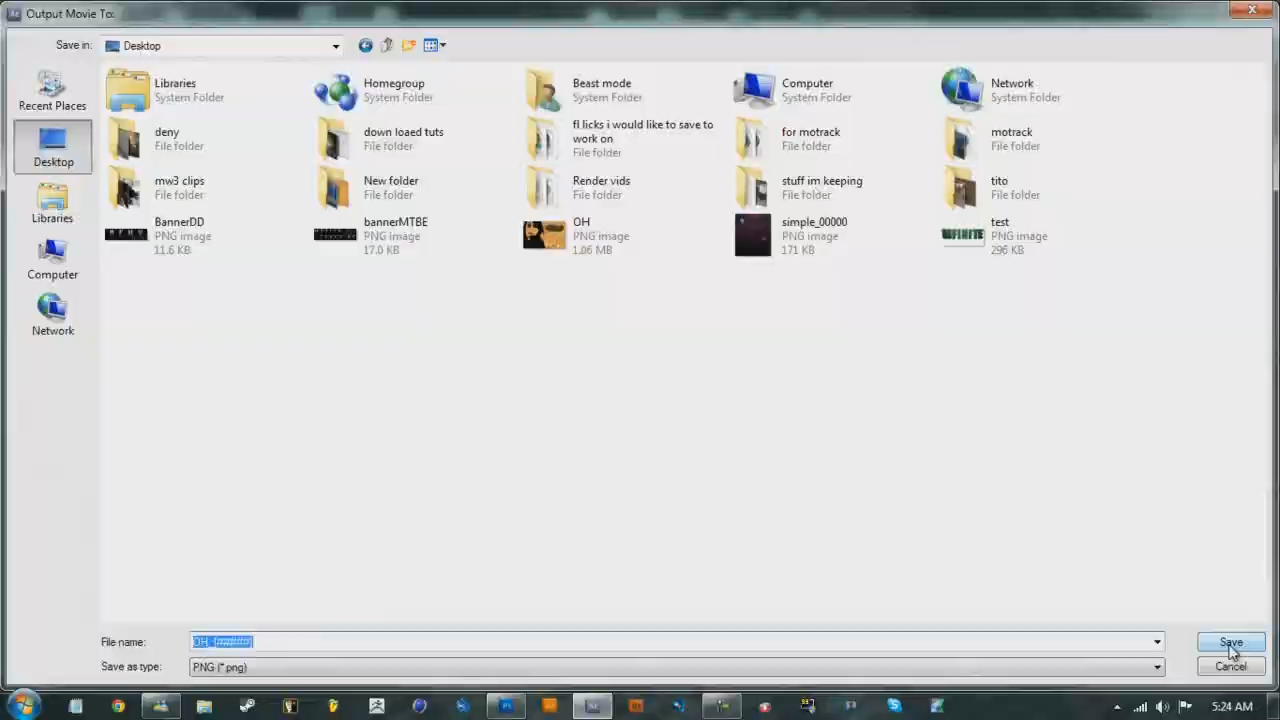 Ae Output Movie To:
Save in: Desktop
Recent Places
Desktop
Libraries
Computer
Network
Libraries
System Folder
Homegroup
System Folder
Beast mode
System Folder
Computer
System Folder
Network
System Folder
deny
File folder
down loaed tuts
File folder
fl licks i would like to save to
work on
File folder
for motrack
File folder
motrack
File folder
mw3 clips
File folder
New folder
File folder
Render vids
File folder
stuff im keeping
File folder
tito
File folder
BannerDD
PNG image
11.6 KB
bannerMTBE
PNG image
17.0 KB
OH
PNG image
1.06 MB
simple_00000
PNG image
171 KB
test
PNG image
296 KB
File name:
Save
Save as type: PNG (*.png)
Cancel
5:24 AM